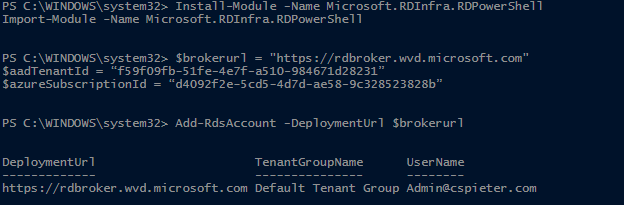 PS C:\WINDOWS\system32> Install-Module -Name Microsoft.RDInfra.RDPowerShell
Import-Module -Name Microsoft.RDInfra.RDPowerShell
PS C:\WINDOWS\system32> $brokerurl = "https://rdbroker.wvd.microsoft.com"
$aadTenantId = “f59f09fb-51fe-4e7f-a510-984671d28231”
$azureSubscriptionId = “d4092f2e-5cd5-4d7d-ae58-9c328523828b”
PS C:\WINDOWS\system32> Add-RdsAccount -DeploymentUrl $brokerurl
DeploymentUrl TenantGroupName UserName
------------- --------------- --------
https://rdbroker.wvd.microsoft.com Default Tenant Group Admin@cspieter.com